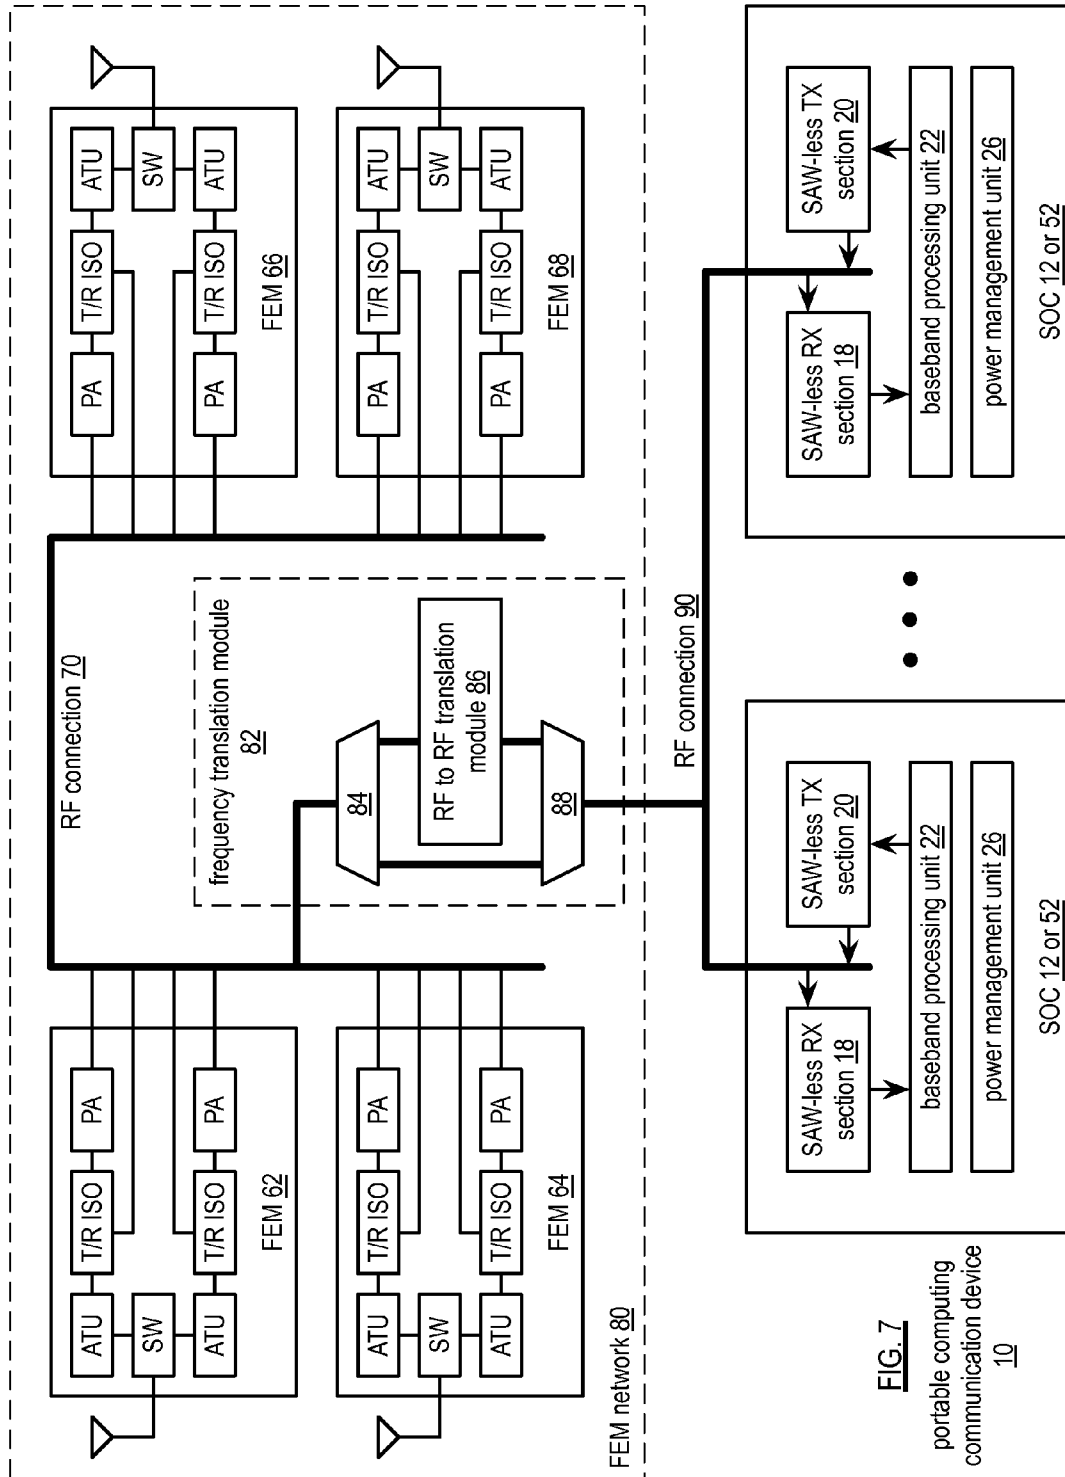 FEM network 80
ATU
T/R ISO
PA
SW
ATU
T/R ISO
PA
FEM 62
RF connection 70
PA
T/R ISO
ATU
SW
PA
T/R ISO
ATU
FEM 66
frequency translation module
82
84
RF to RF translation
module 86
88
ATU
T/R ISO
PA
SW
ATU
T/R ISO
PA
FEM 64
PA
T/R ISO
ATU
SW
PA
T/R ISO
ATU
FEM 68
RF connection 90
SAW-less RX
section 18
SAW-less TX
section 20
baseband processing unit 22
power management unit 26
SOC 12 or 52
SAW-less RX
section 18
SAW-less TX
section 20
baseband processing unit 22
power management unit 26
SOC 12 or 52
FIG. 7
portable computing
communication device
10